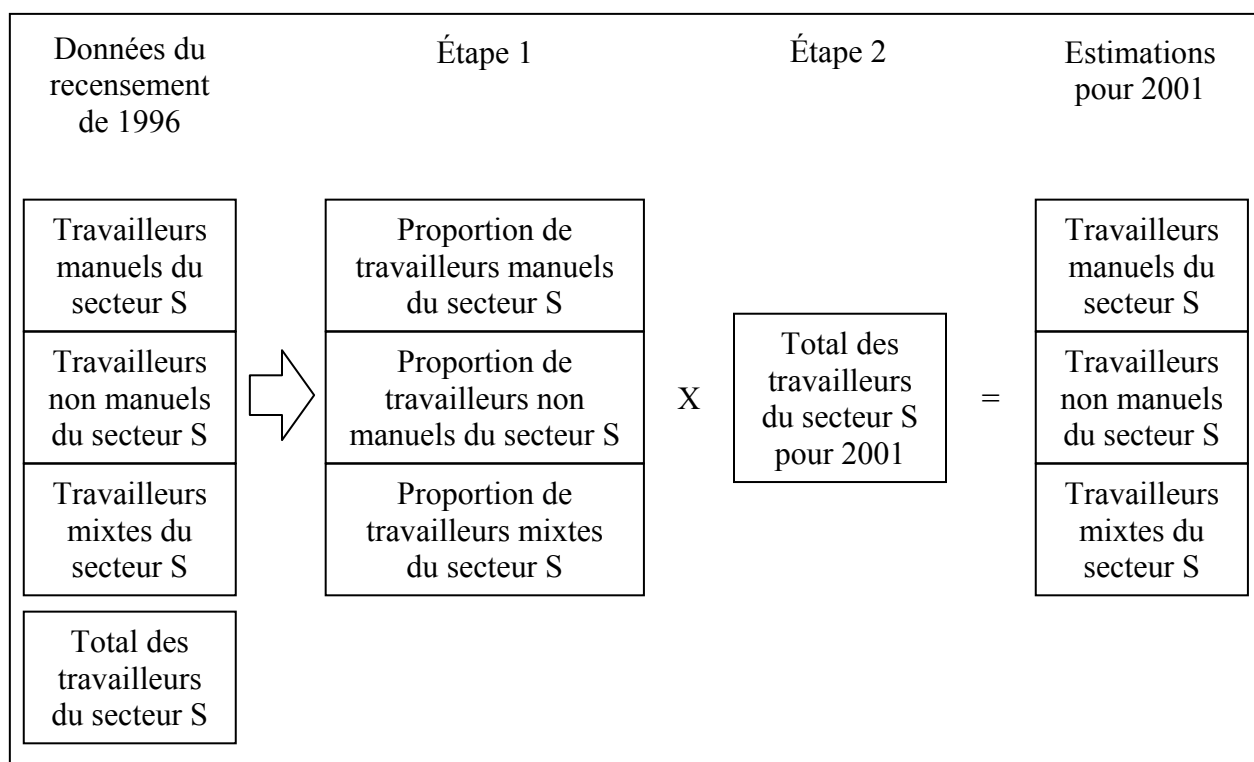 Données du
recensement
de 1996
Étape 1
Étape 2
Estimations
pour 2001
Travailleurs
manuels du
secteur S
Travailleurs
non manuels
du secteur S
Travailleurs
mixtes du
secteur S
Total des
travailleurs
du secteur S
Proportion de
travailleurs manuels
du secteur S
Proportion de
travailleurs non
manuels du secteur S
Proportion de
travailleurs mixtes
du secteur S
X
Total des
travailleurs
du secteur S
pour 2001
=
Travailleurs
manuels du
secteur S
Travailleurs
non manuels
du secteur S
Travailleurs
mixtes du
secteur S